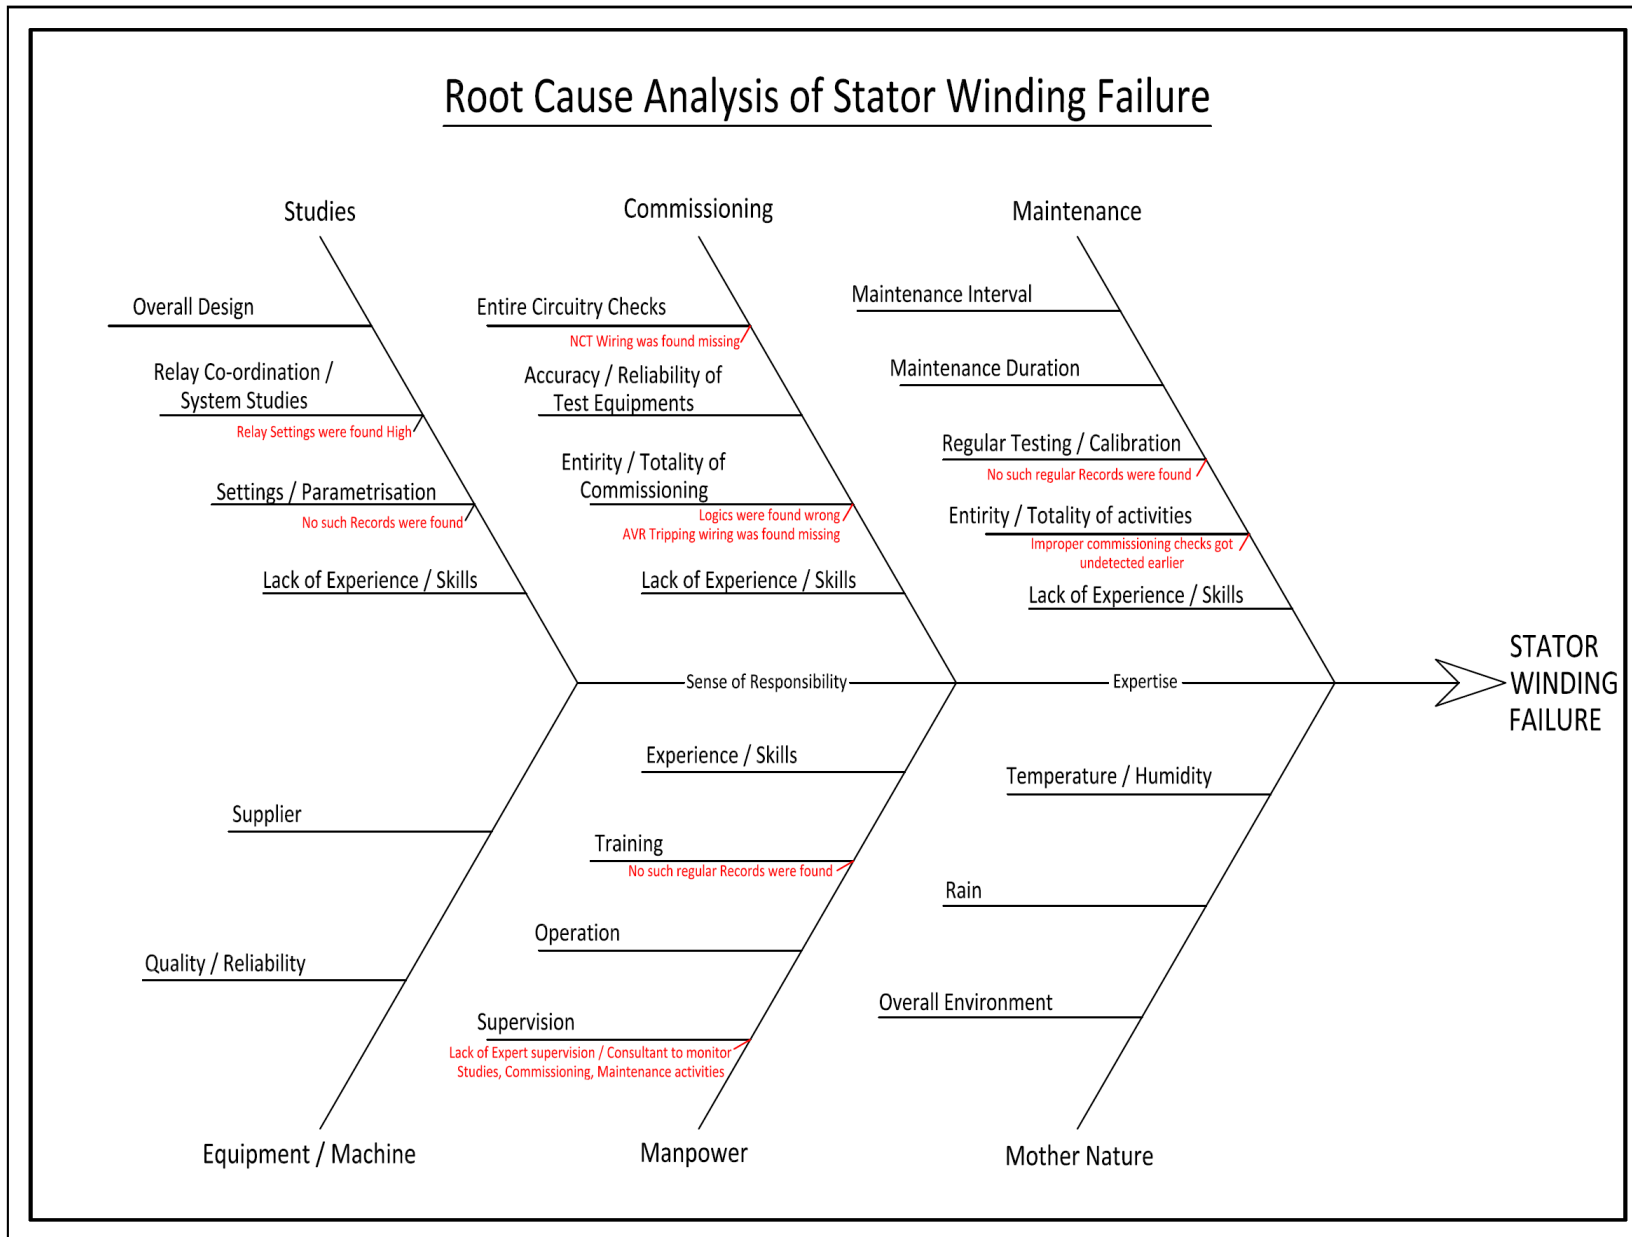 Root Cause Analysis of Stator Winding Failure
Studies
Commissioning
Maintenance
Overall Design
Relay Co-ordination /
System Studies
Relay Settings were found High
Settings / Parametrisation
No such Records were found
Lack of Experience / Skills
Entire Circuitry Checks
NCT Wiring was found missing
Accuracy / Reliability of
Test Equipments
Entirity / Totality of
Commissioning
Logics were found wrong
AVR Tripping wiring was found missing
Lack of Experience / Skills
Maintenance Interval
Maintenance Duration
Regular Testing / Calibration
No such regular Records were found
Entirity / Totality of activities
Improper commissioning checks got
undetected earlier
Lack of Experience / Skills
Sense of Responsibility
Expertise
STATOR
WINDING
FAILURE
Supplier
Quality / Reliability
Equipment / Machine
Experience / Skills
Training
No such regular Records were found
Operation
Supervision
Lack of Expert supervision / Consultant to monitor
Studies, Commissioning, Maintenance activities
Manpower
Temperature / Humidity
Rain
Overall Environment
Mother Nature